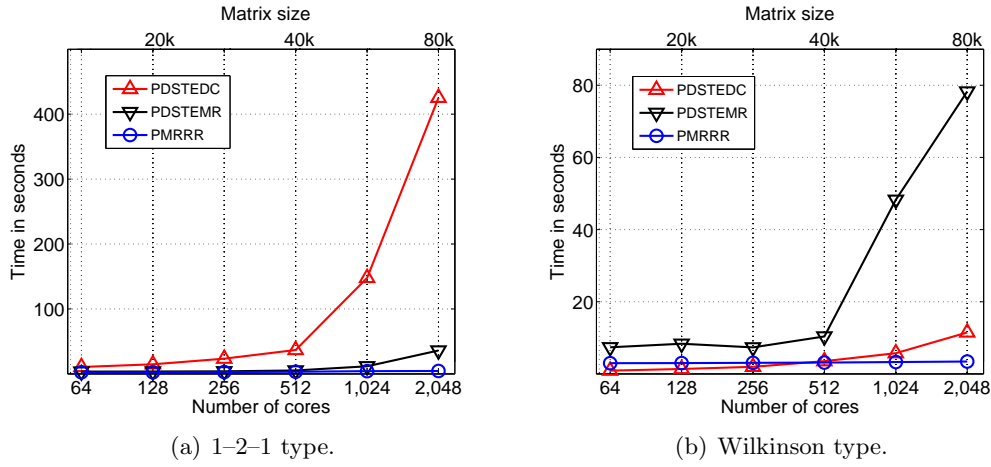 Matrix size
20k 40k 80k
400
300
200
100
Time in seconds
PDSTEDC
PDSTEMR
PMRRR
64 128 256 512 1,024 2,048
Number of cores
(a) 1–2–1 type.
Matrix size
20k 40k 80k
80
60
40
20
Time in seconds
PDSTEDC
PDSTEMR
PMRRR
64 128 256 512 1,024 2,048
Number of cores
(b) Wilkinson type.